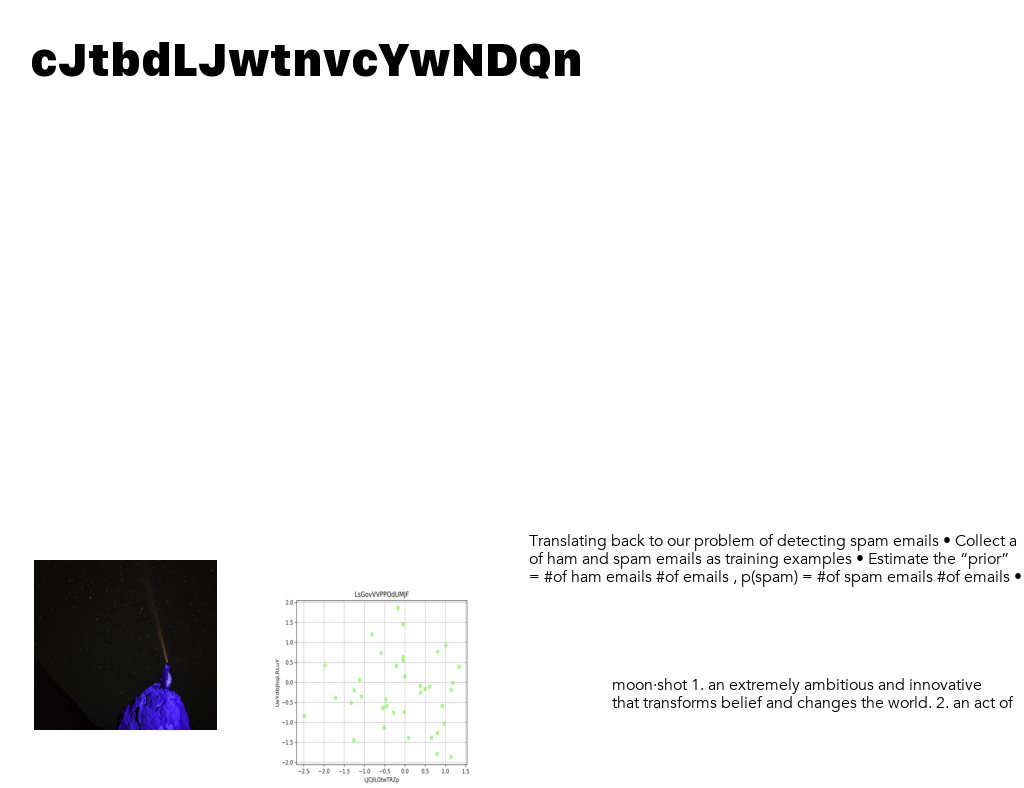 cJtbdLJwtnvcYwNDQn
Translating back to our problem of detecting spam emails • Collect a
of ham and spam emails as training examples • Estimate the “prior”
= #of ham emails #of emails , p(spam) = #of spam emails #of emails •
LsGovVVPPOdUMJF
2.0
1.5
1.0
0.5
0.0
−0.5
−1.0
−1.5
−2.0
−2.5 −2.0 −1.5 −1.0 −0.5 0.0 0.5 1.0 1.5
moon·shot 1. an extremely ambitious and innovative
that transforms belief and changes the world. 2. an act of